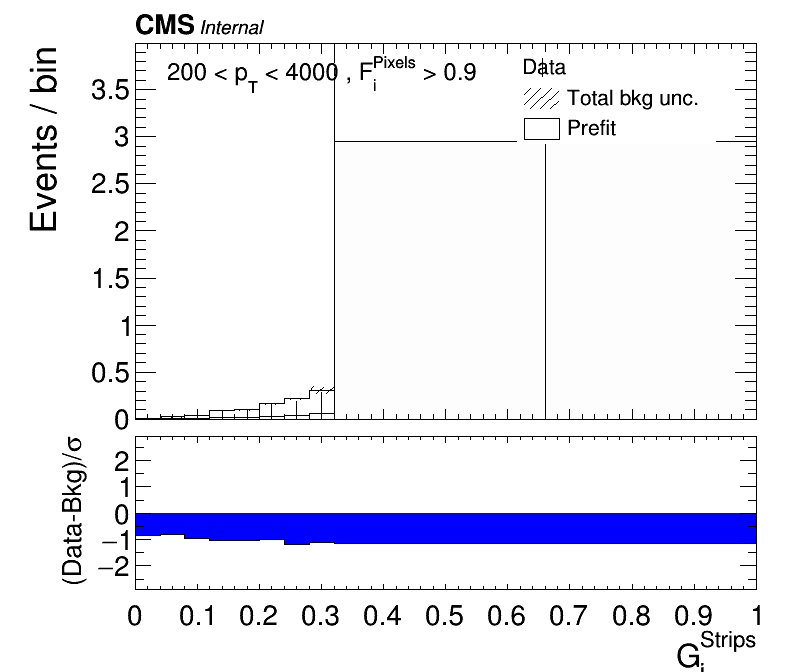 CMS Internal
Events / bin
200 < p_T < 4000 , F_i^Pixels > 0.9
Data
Total bkg unc.
Prefit
3.5
3
2.5
2
1.5
1
0.5
0
(Data-Bkg)/σ
2
1
0
−1
−2
0 0.1 0.2 0.3 0.4 0.5 0.6 0.7 0.8 0.9 1
G_i^Strips